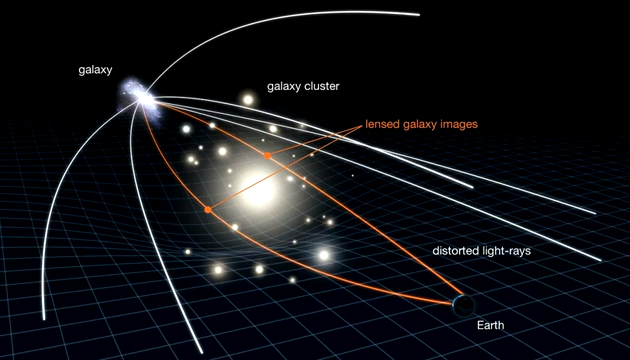 galaxy
galaxy cluster
lensed galaxy images
distorted light-rays
Earth